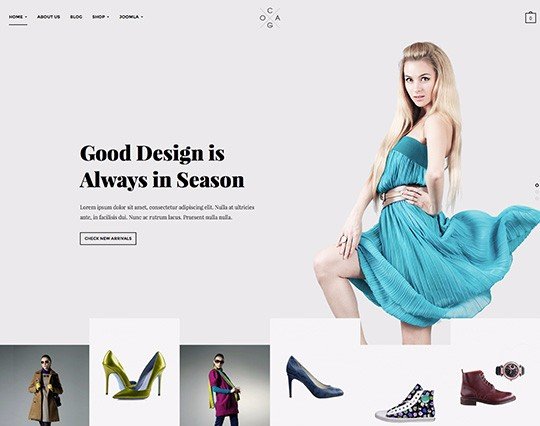 HOME
ABOUT US
BLOG
SHOP
JOOMLA
C
O A
G
0
Good Design is
Always in Season
Lorem ipsum dolor sit amet, consectetur adipiscing elit. Nulla at ultricies
ante, in facilisis dui. Nunc ac rutrum lacus. Praesent nulla nulla.
CHECK NEW ARRIVALS